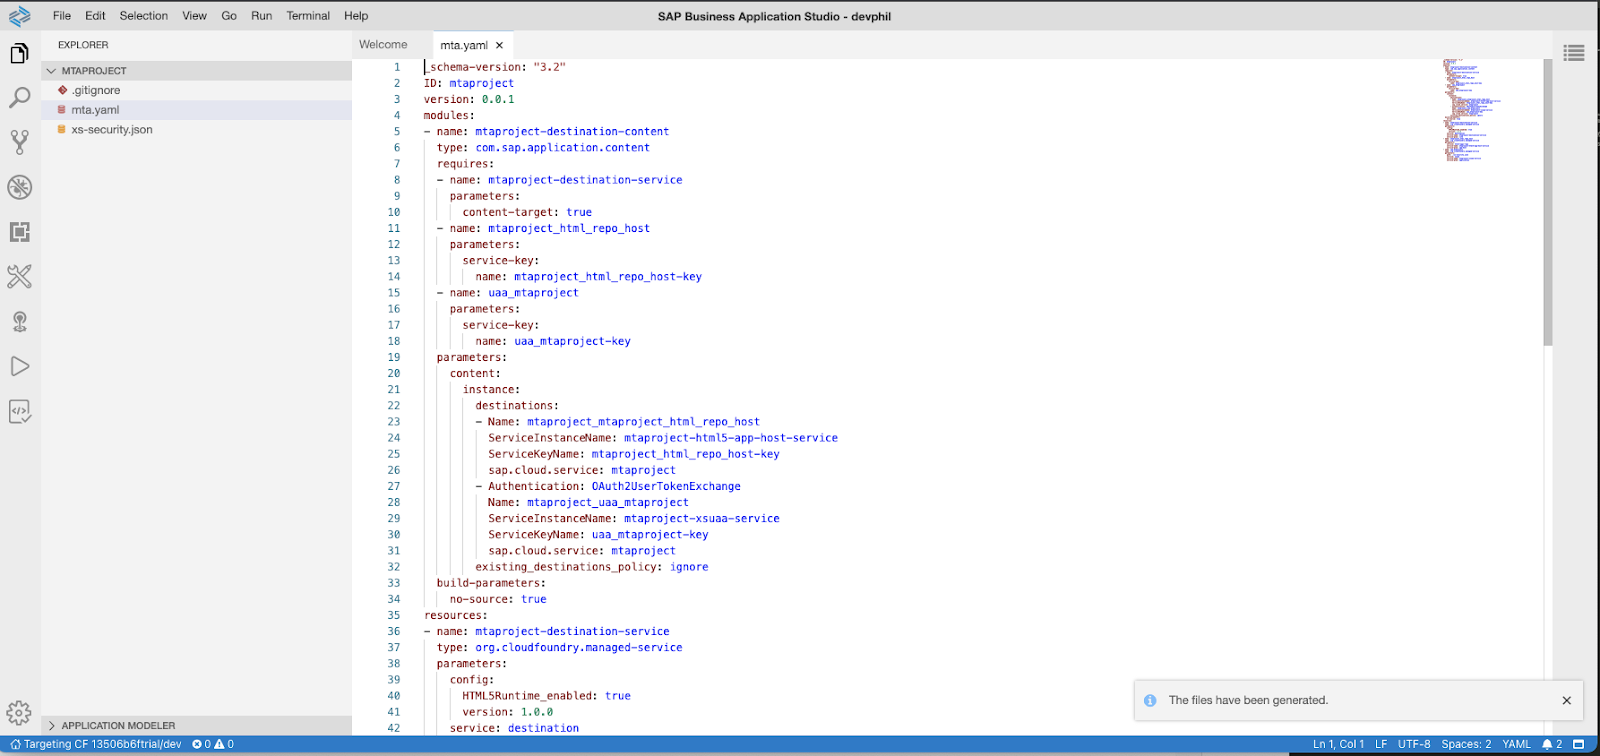 File Edit Selection View Go Run Terminal Help
SAP Business Application Studio - devphil
EXPLORER
MTAPROJECT
.gitignore
mta.yaml
xs-security.json
APPLICATION MODELER
Welcome
mta.yaml
1 _schema-version: "3.2"
2 ID: mtaproject
3 version: 0.0.1
4 modules:
5 - name: mtaproject-destination-content
6 type: com.sap.application.content
7 requires:
8 - name: mtaproject-destination-service
9 parameters:
10 content-target: true
11 - name: mtaproject_html_repo_host
12 parameters:
13 service-key:
14 name: mtaproject_html_repo_host-key
15 - name: uaa_mtaproject
16 parameters:
17 service-key:
18 name: uaa_mtaproject-key
19 parameters:
20 content:
21 instance:
22 destinations:
23 - Name: mtaproject_mtaproject_html_repo_host
24 ServiceInstanceName: mtaproject-html5-app-host-service
25 ServiceKeyName: mtaproject_html_repo_host-key
26 sap.cloud.service: mtaproject
27 - Authentication: OAuth2UserTokenExchange
28 Name: mtaproject_uaa_mtaproject
29 ServiceInstanceName: mtaproject-xsuaa-service
30 ServiceKeyName: uaa_mtaproject-key
31 sap.cloud.service: mtaproject
32 existing_destinations_policy: ignore
33 build-parameters:
34 no-source: true
35 resources:
36 - name: mtaproject-destination-service
37 type: org.cloudfoundry.managed-service
38 parameters:
39 config:
40 HTML5Runtime_enabled: true
41 version: 1.0.0
42 service: destination
The files have been generated.
Targeting CF 13506b6ftrial/dev 0 0
Ln 1, Col 1 LF UTF-8 Spaces: 2 YAML 2